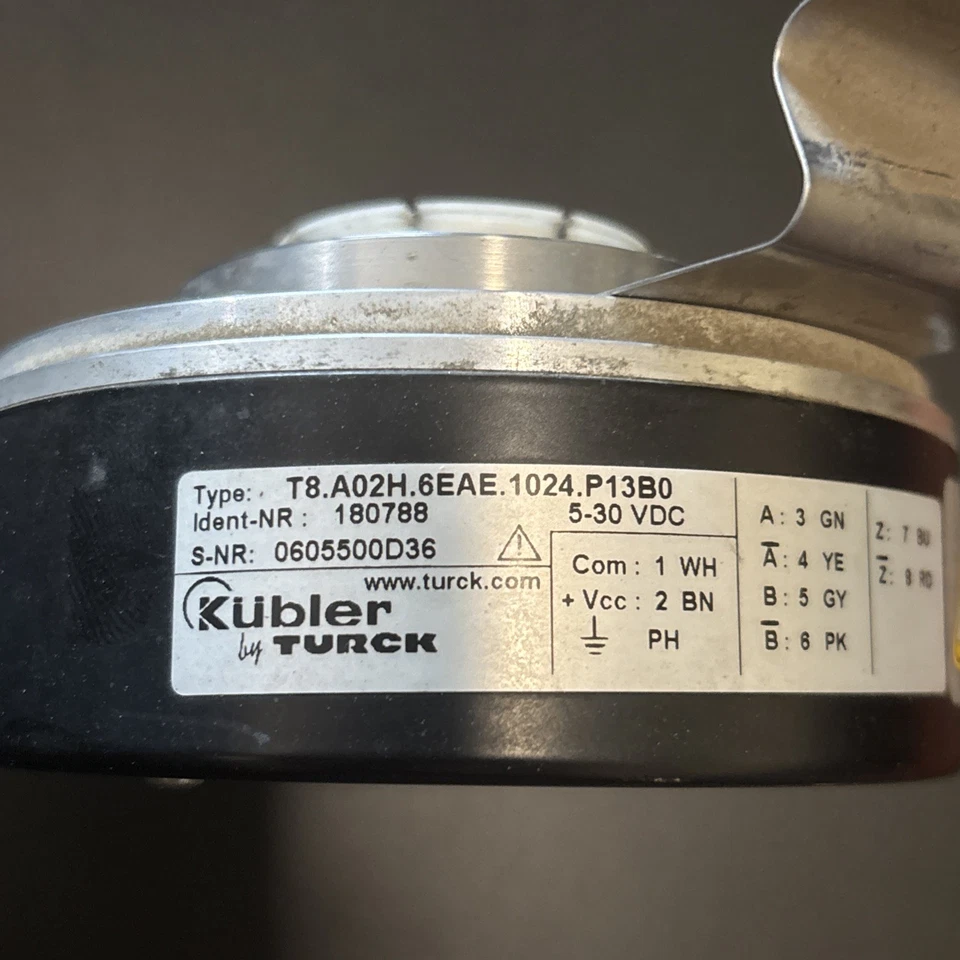 Type: T8.A02H.6EAE.1024.P13B0
Ident-NR : 180788 5-30 VDC
S-NR: 0605500D36
www.turck.com
Kübler
by TURCK
Com : 1 WH
+ Vcc : 2 BN
PH
A : 3 GN
A̅ : 4 YE
B : 5 GY
B̅ : 6 PK
Z: 7 BU
Z̅: 8 RD